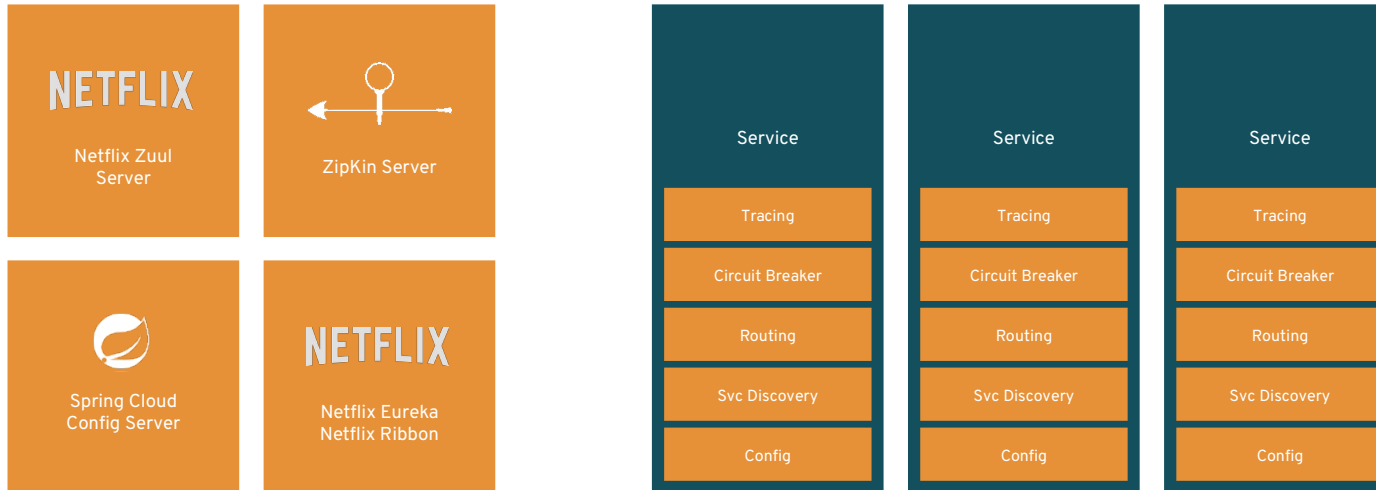 NETFLIX
Netflix Zuul
Server
ZipKin Server
Spring Cloud
Config Server
NETFLIX
Netflix Eureka
Netflix Ribbon
Service
Tracing
Circuit Breaker
Routing
Svc Discovery
Config
Service
Tracing
Circuit Breaker
Routing
Svc Discovery
Config
Service
Tracing
Circuit Breaker
Routing
Svc Discovery
Config